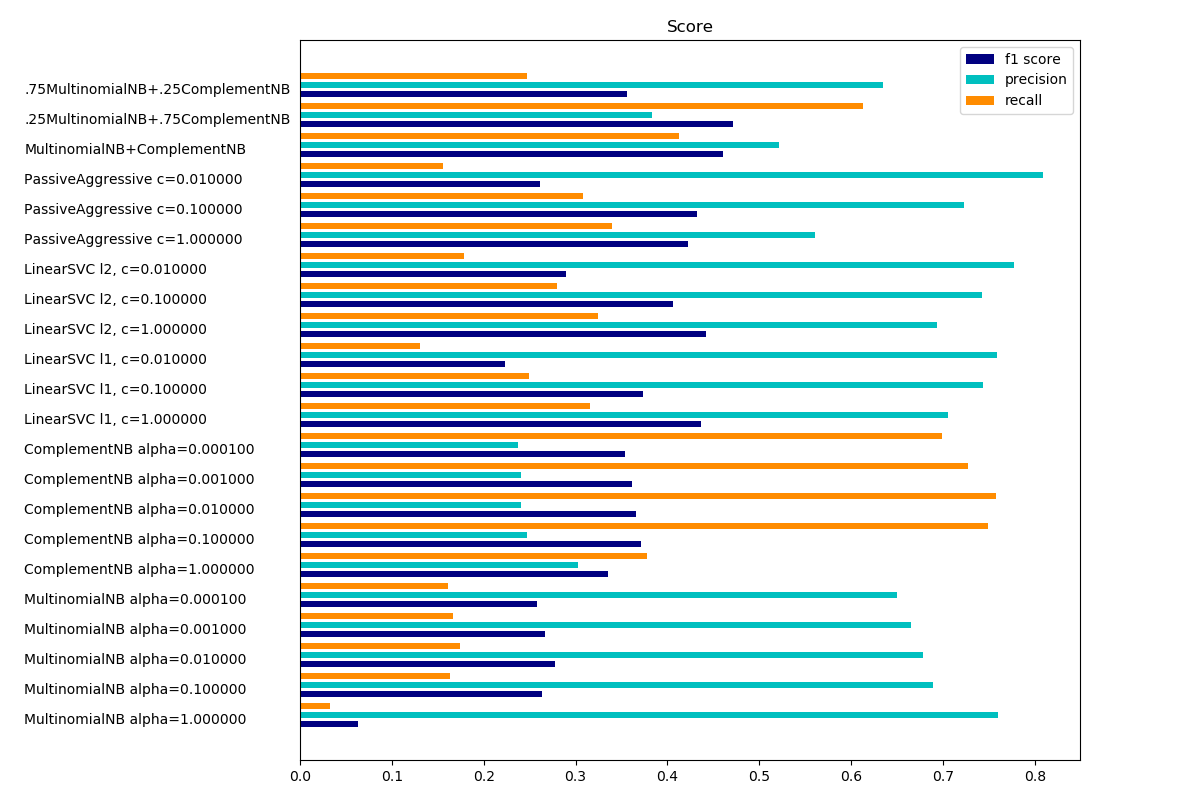 Score
f1 score
precision
recall
.75MultinomialNB+.25ComplementNB
.25MultinomialNB+.75ComplementNB
MultinomialNB+ComplementNB
PassiveAggressive c=0.010000
PassiveAggressive c=0.100000
PassiveAggressive c=1.000000
LinearSVC l2, c=0.010000
LinearSVC l2, c=0.100000
LinearSVC l2, c=1.000000
LinearSVC l1, c=0.010000
LinearSVC l1, c=0.100000
LinearSVC l1, c=1.000000
ComplementNB alpha=0.000100
ComplementNB alpha=0.001000
ComplementNB alpha=0.010000
ComplementNB alpha=0.100000
ComplementNB alpha=1.000000
MultinomialNB alpha=0.000100
MultinomialNB alpha=0.001000
MultinomialNB alpha=0.010000
MultinomialNB alpha=0.100000
MultinomialNB alpha=1.000000
0.0 0.1 0.2 0.3 0.4 0.5 0.6 0.7 0.8